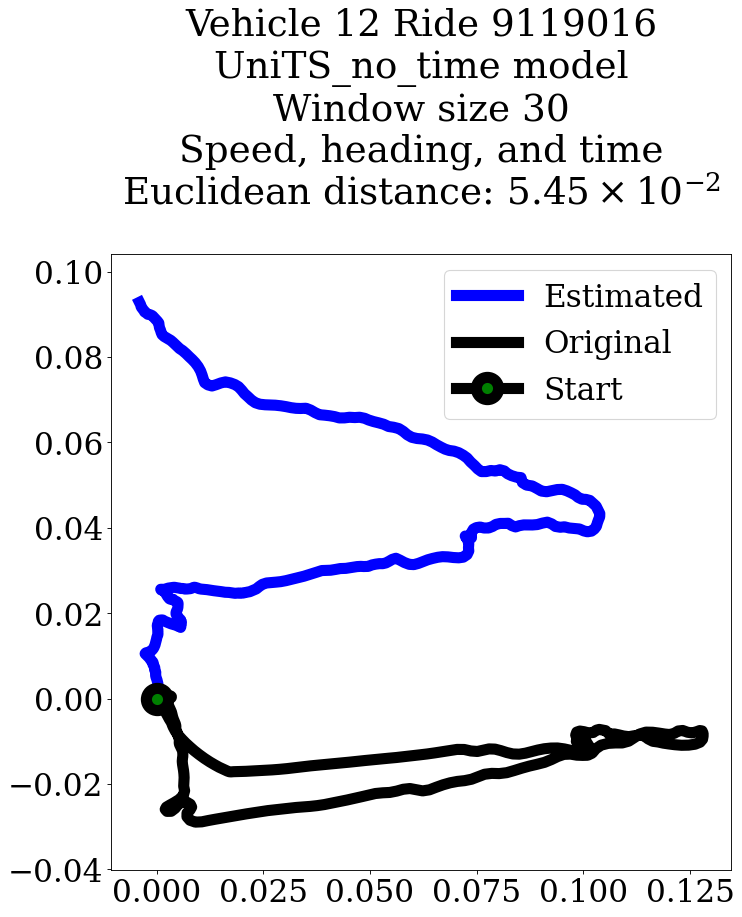 Vehicle 12 Ride 9119016
UniTS_no_time model
Window size 30
Speed, heading, and time
Euclidean distance: 5.45 × 10⁻²
Estimated
Original
Start
0.10
0.08
0.06
0.04
0.02
0.00
−0.02
−0.04
0.000 0.025 0.050 0.075 0.100 0.125